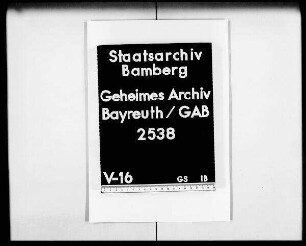 Staatsarchiv
Bamberg
Geheimes Archiv
Bayreuth / GAB
2538
V-16 GS IB